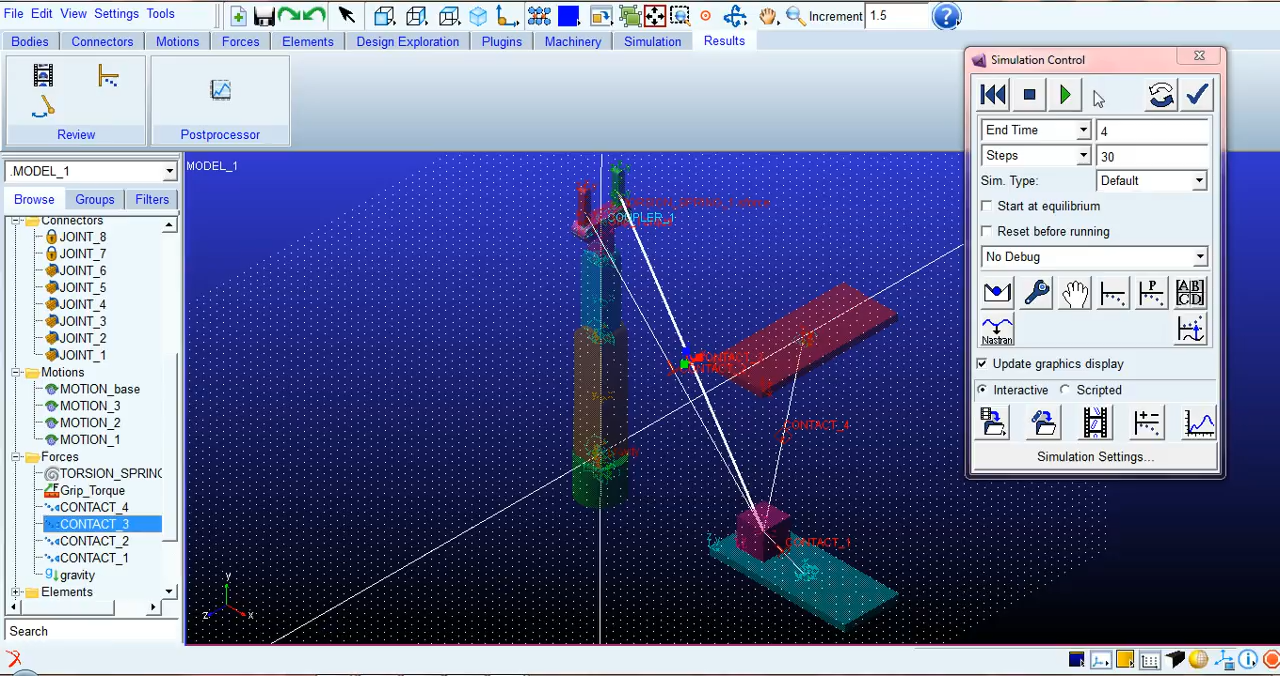 File Edit View Settings Tools
Increment 1.5
Bodies Connectors Motions Forces Elements Design Exploration Plugins Machinery Simulation Results
Review Postprocessor
.MODEL_1
Browse Groups Filters
Connectors
JOINT_8
JOINT_7
JOINT_6
JOINT_5
JOINT_4
JOINT_3
JOINT_2
JOINT_1
Motions
MOTION_base
MOTION_3
MOTION_2
MOTION_1
Forces
TORSION_SPRING
Grip_Torque
CONTACT_4
CONTACT_3
CONTACT_2
CONTACT_1
gravity
Elements
Search
MODEL_1
COUPLER_1
CONTACT_4
CONTACT_1
y
z
x
Simulation Control
End Time 4
Steps 30
Sim. Type: Default
Start at equilibrium
Reset before running
No Debug
P
A B
C D
Nastran
Update graphics display
Interactive Scripted
Simulation Settings...